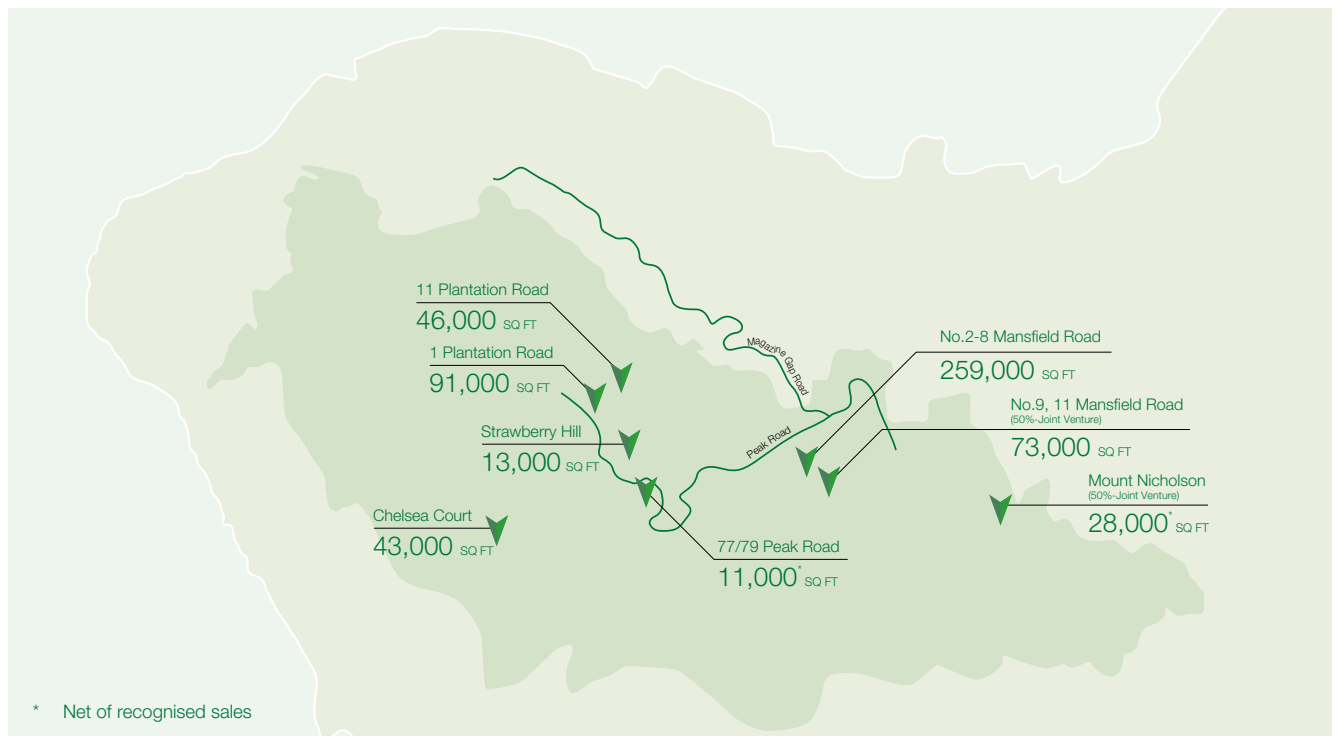 11 Plantation Road
46,000 SQ FT
1 Plantation Road
91,000 SQ FT
Strawberry Hill
13,000 SQ FT
Chelsea Court
43,000 SQ FT
Magazine Gap Road
Peak Road
77/79 Peak Road
11,000* SQ FT
No.2-8 Mansfield Road
259,000 SQ FT
No.9, 11 Mansfield Road
(50%-Joint Venture)
73,000 SQ FT
Mount Nicholson
(50%-Joint Venture)
28,000* SQ FT
* Net of recognised sales